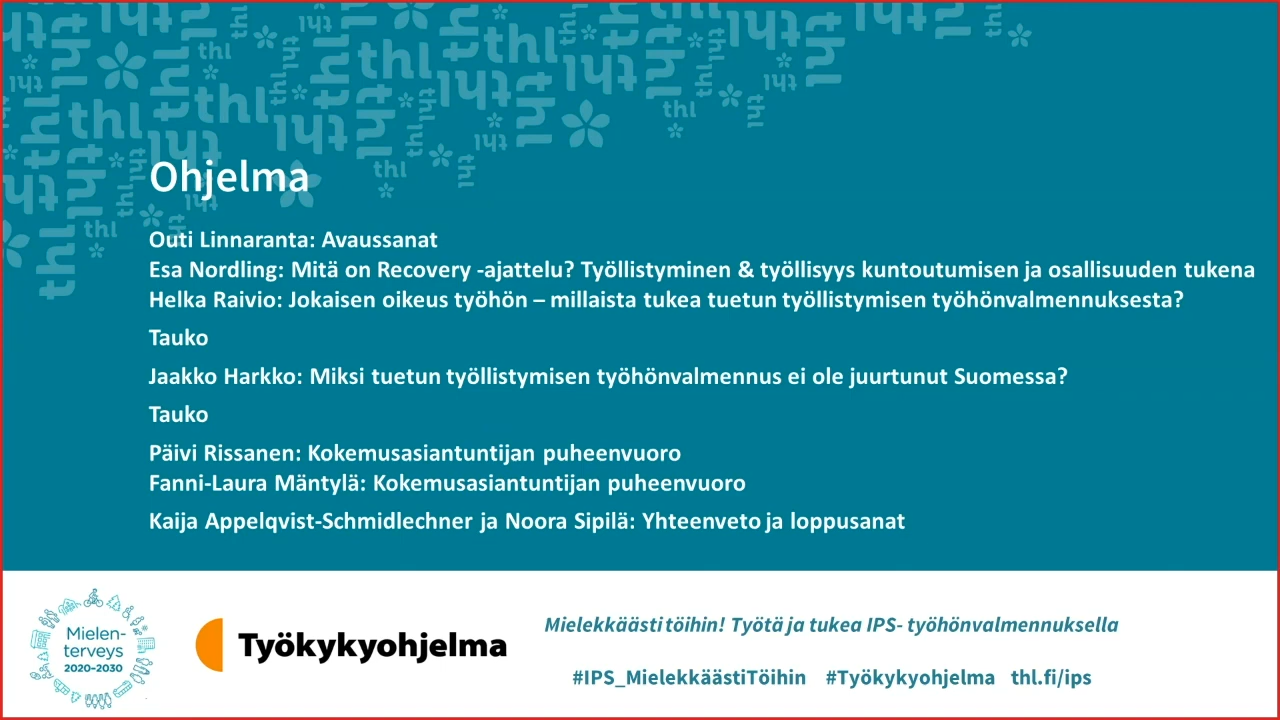 Ohjelma
Outi Linnaranta: Avaussanat
Esa Nordling: Mitä on Recovery -ajattelu? Työllistyminen & työllisyys kuntoutumisen ja osallisuuden tukena
Helka Raivio: Jokaisen oikeus työhön – millaista tukea tuetun työllistymisen työhönvalmennuksesta?
Tauko
Jaakko Harkko: Miksi tuetun työllistymisen työhönvalmennus ei ole juurtunut Suomessa?
Tauko
Päivi Rissanen: Kokemusasiantuntijan puheenvuoro
Fanni-Laura Mäntylä: Kokemusasiantuntijan puheenvuoro
Kaija Appelqvist-Schmidlechner ja Noora Sipilä: Yhteenveto ja loppusanat
Mielen-
terveys
2020–2030
Työkykyohjelma
Mielekkäästi töihin! Työtä ja tukea IPS- työhönvalmennuksella
#IPS_MielekkäästiTöihin #Työkykyohjelma thl.fi/ips